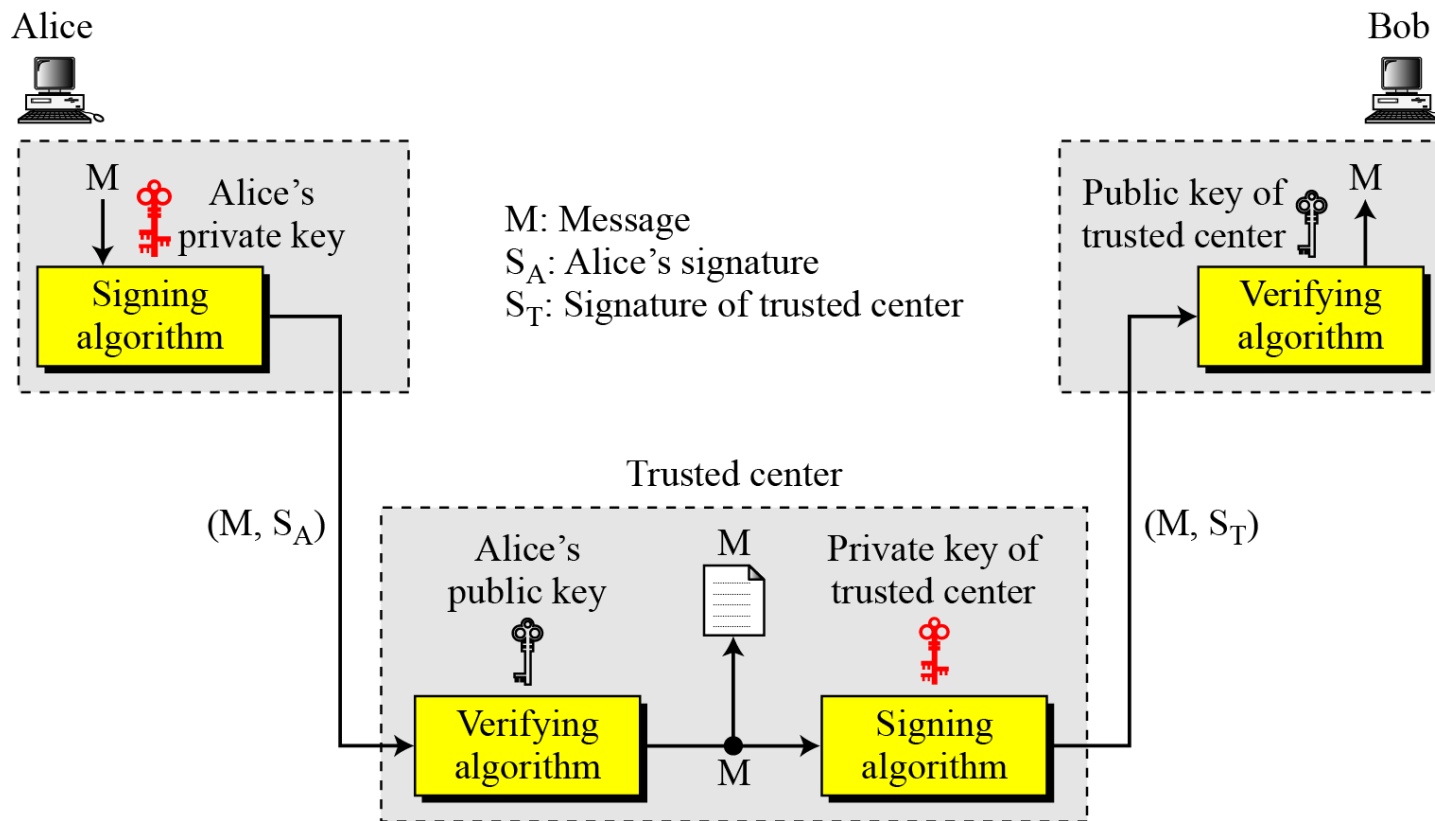 Alice
Bob
M
Alice’s
private key
Signing
algorithm
M: Message
S_A: Alice’s signature
S_T: Signature of trusted center
Public key of
trusted center
M
Verifying
algorithm
(M, S_A)
(M, S_T)
Trusted center
Alice’s
public key
M
Private key of
trusted center
Verifying
algorithm
M
Signing
algorithm